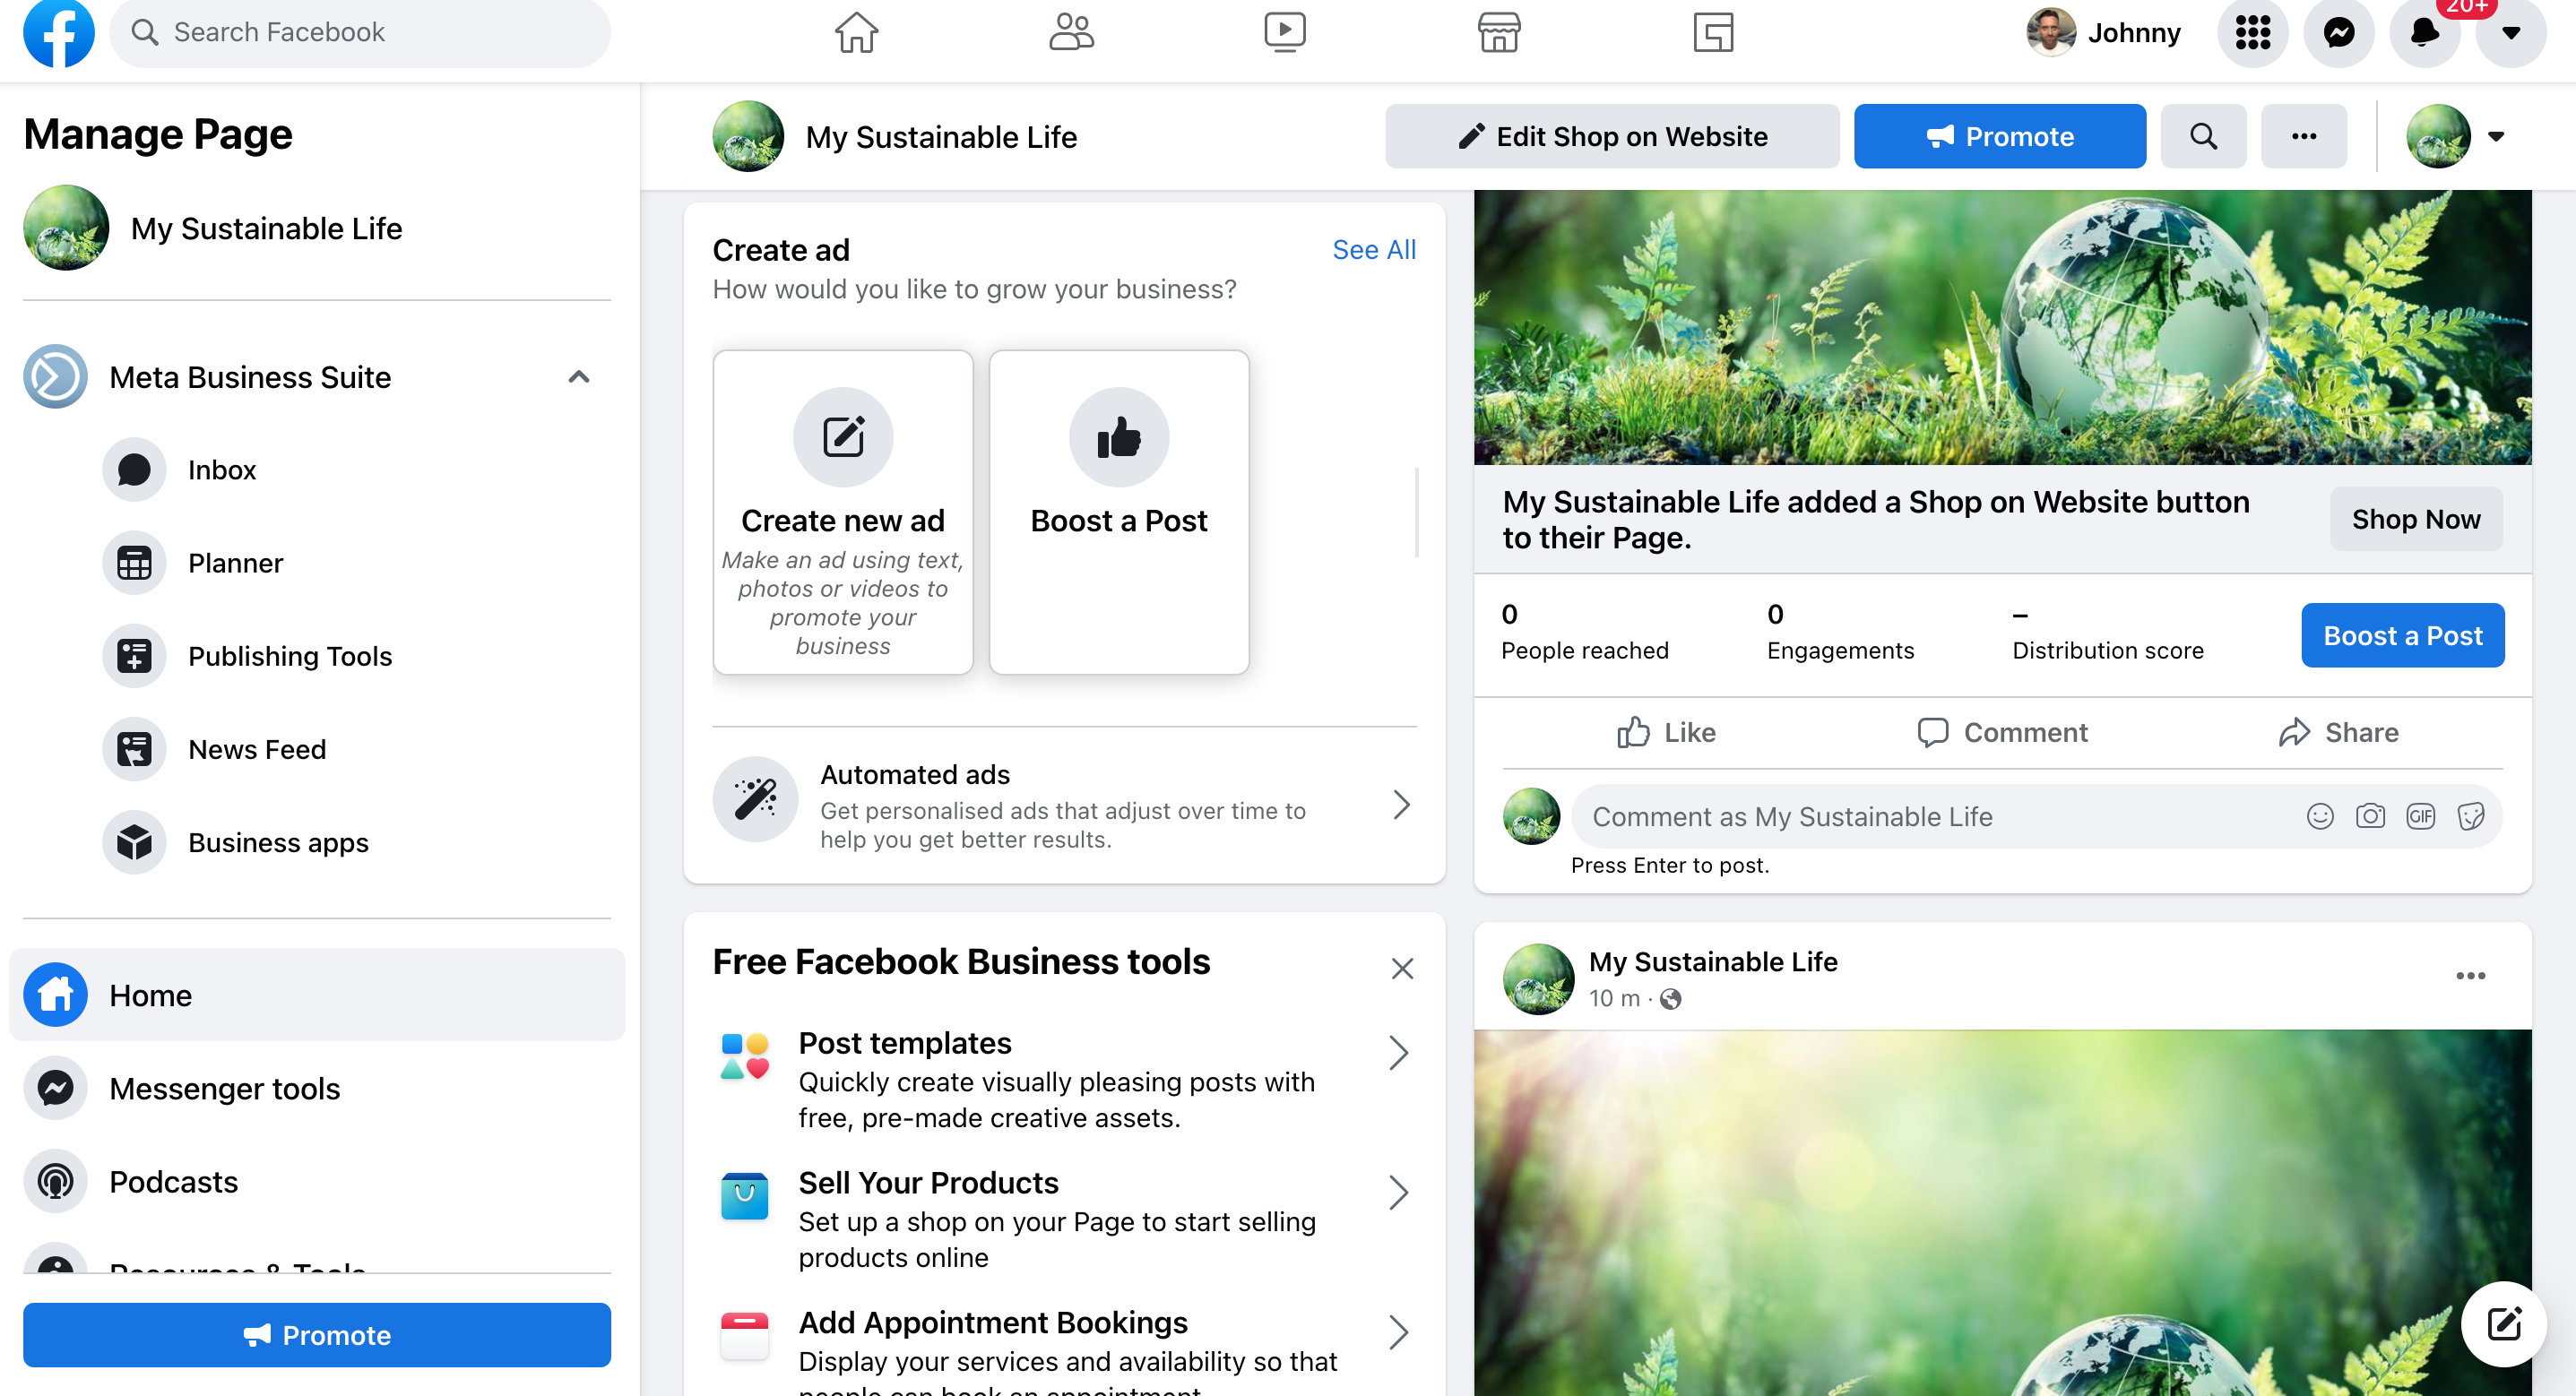 Search Facebook
Johnny
20+
Manage Page
My Sustainable Life
Meta Business Suite
Inbox
Planner
Publishing Tools
News Feed
Business apps
Home
Messenger tools
Podcasts
Resources & Tools
Promote
My Sustainable Life
Edit Shop on Website
Promote
Create ad
See All
How would you like to grow your business?
Create new ad
Make an ad using text,
photos or videos to
promote your
business
Boost a Post
Automated ads
Get personalised ads that adjust over time to
help you get better results.
Free Facebook Business tools
Post templates
Quickly create visually pleasing posts with
free, pre-made creative assets.
Sell Your Products
Set up a shop on your Page to start selling
products online
Add Appointment Bookings
Display your services and availability so that
people can book an appointment
My Sustainable Life added a Shop on Website button
to their Page.
Shop Now
0
People reached
0
Engagements
–
Distribution score
Boost a Post
Like
Comment
Share
Comment as My Sustainable Life
GIF
Press Enter to post.
My Sustainable Life
10 m ·